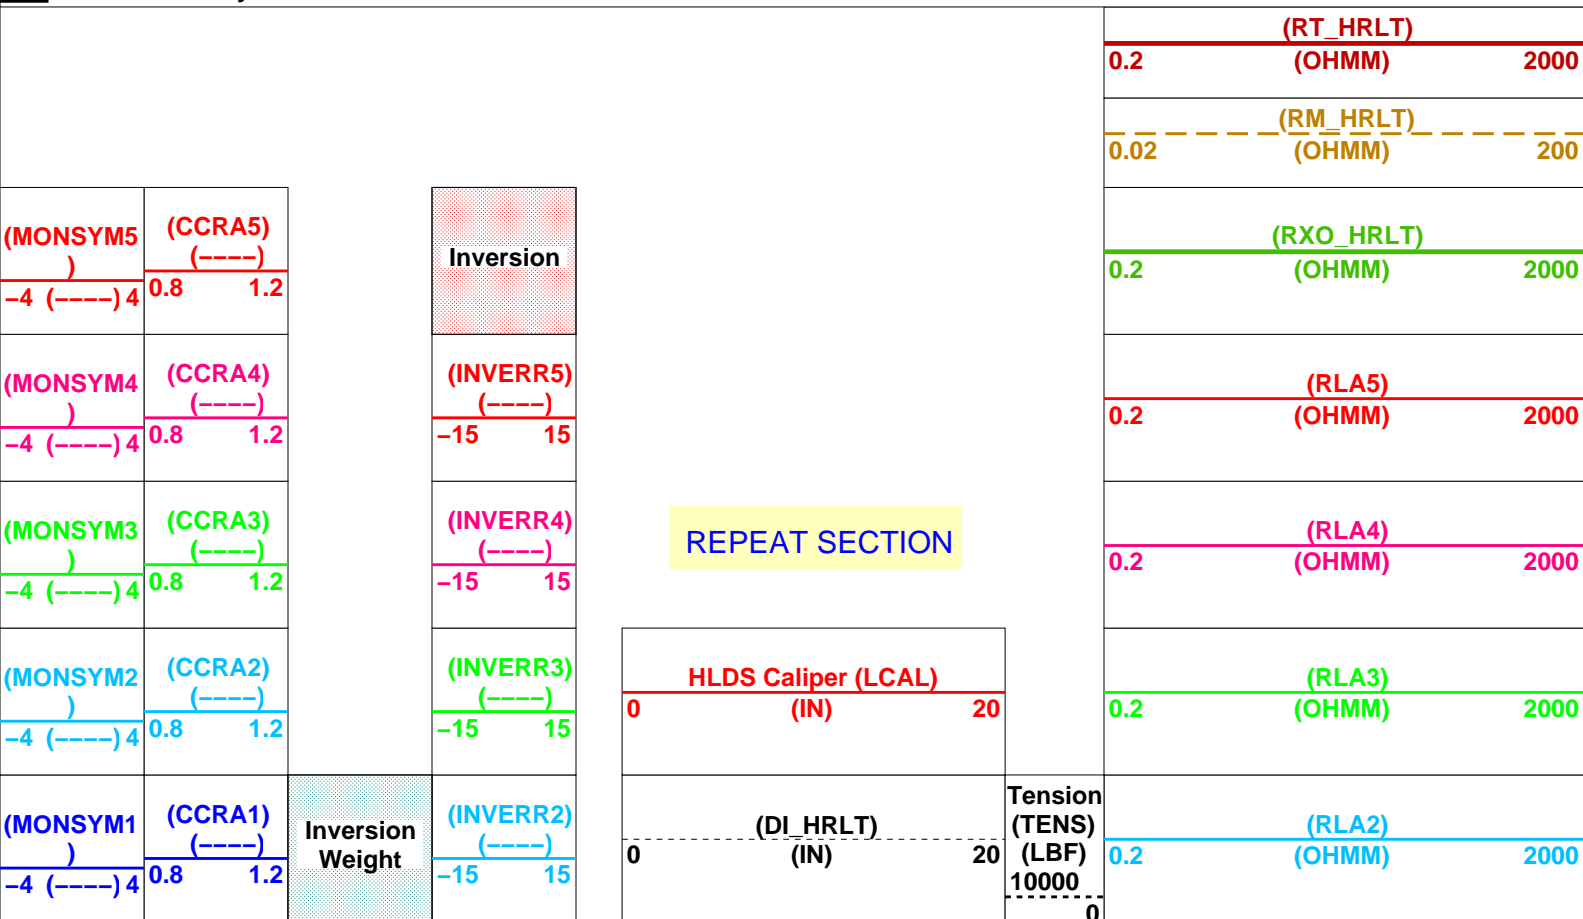 (RT_HRLT)
0.2 (OHMM) 2000
(RM_HRLT)
0.02 (OHMM) 200
(MONSYM5
)
−4 (−−−−) 4
(CCRA5)
(−−−−)
0.8 1.2
Inversion
(RXO_HRLT)
0.2 (OHMM) 2000
(MONSYM4
)
−4 (−−−−) 4
(CCRA4)
(−−−−)
0.8 1.2
(INVERR5)
(−−−−)
−15 15
(RLA5)
0.2 (OHMM) 2000
(MONSYM3
)
−4 (−−−−) 4
(CCRA3)
(−−−−)
0.8 1.2
(INVERR4)
(−−−−)
−15 15
REPEAT SECTION
(RLA4)
0.2 (OHMM) 2000
(MONSYM2
)
−4 (−−−−) 4
(CCRA2)
(−−−−)
0.8 1.2
(INVERR3)
(−−−−)
−15 15
HLDS Caliper (LCAL)
0 (IN) 20
(RLA3)
0.2 (OHMM) 2000
(MONSYM1
)
−4 (−−−−) 4
(CCRA1)
(−−−−)
0.8 1.2
Inversion
Weight
(INVERR2)
(−−−−)
−15 15
(DI_HRLT)
0 (IN) 20
Tension
(TENS)
(LBF)
10000
0
(RLA2)
0.2 (OHMM) 2000